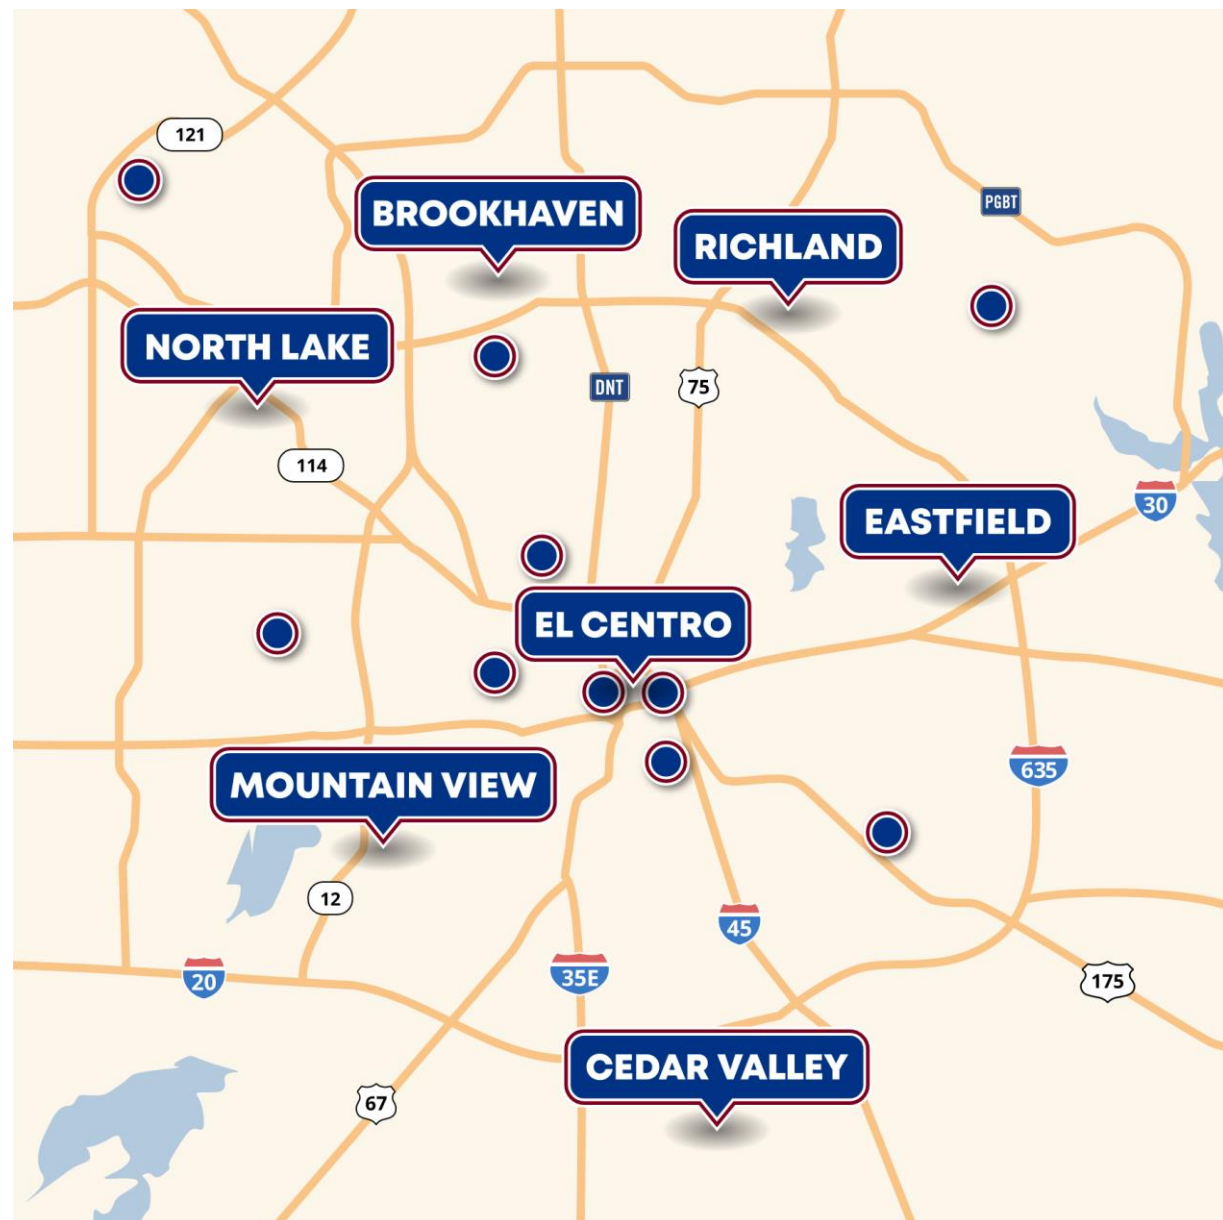 121
BROOKHAVEN
PGBT
RICHLAND
NORTH LAKE
DNT
75
114
30
EASTFIELD
EL CENTRO
635
MOUNTAIN VIEW
12
45
20
35E
175
CEDAR VALLEY
67